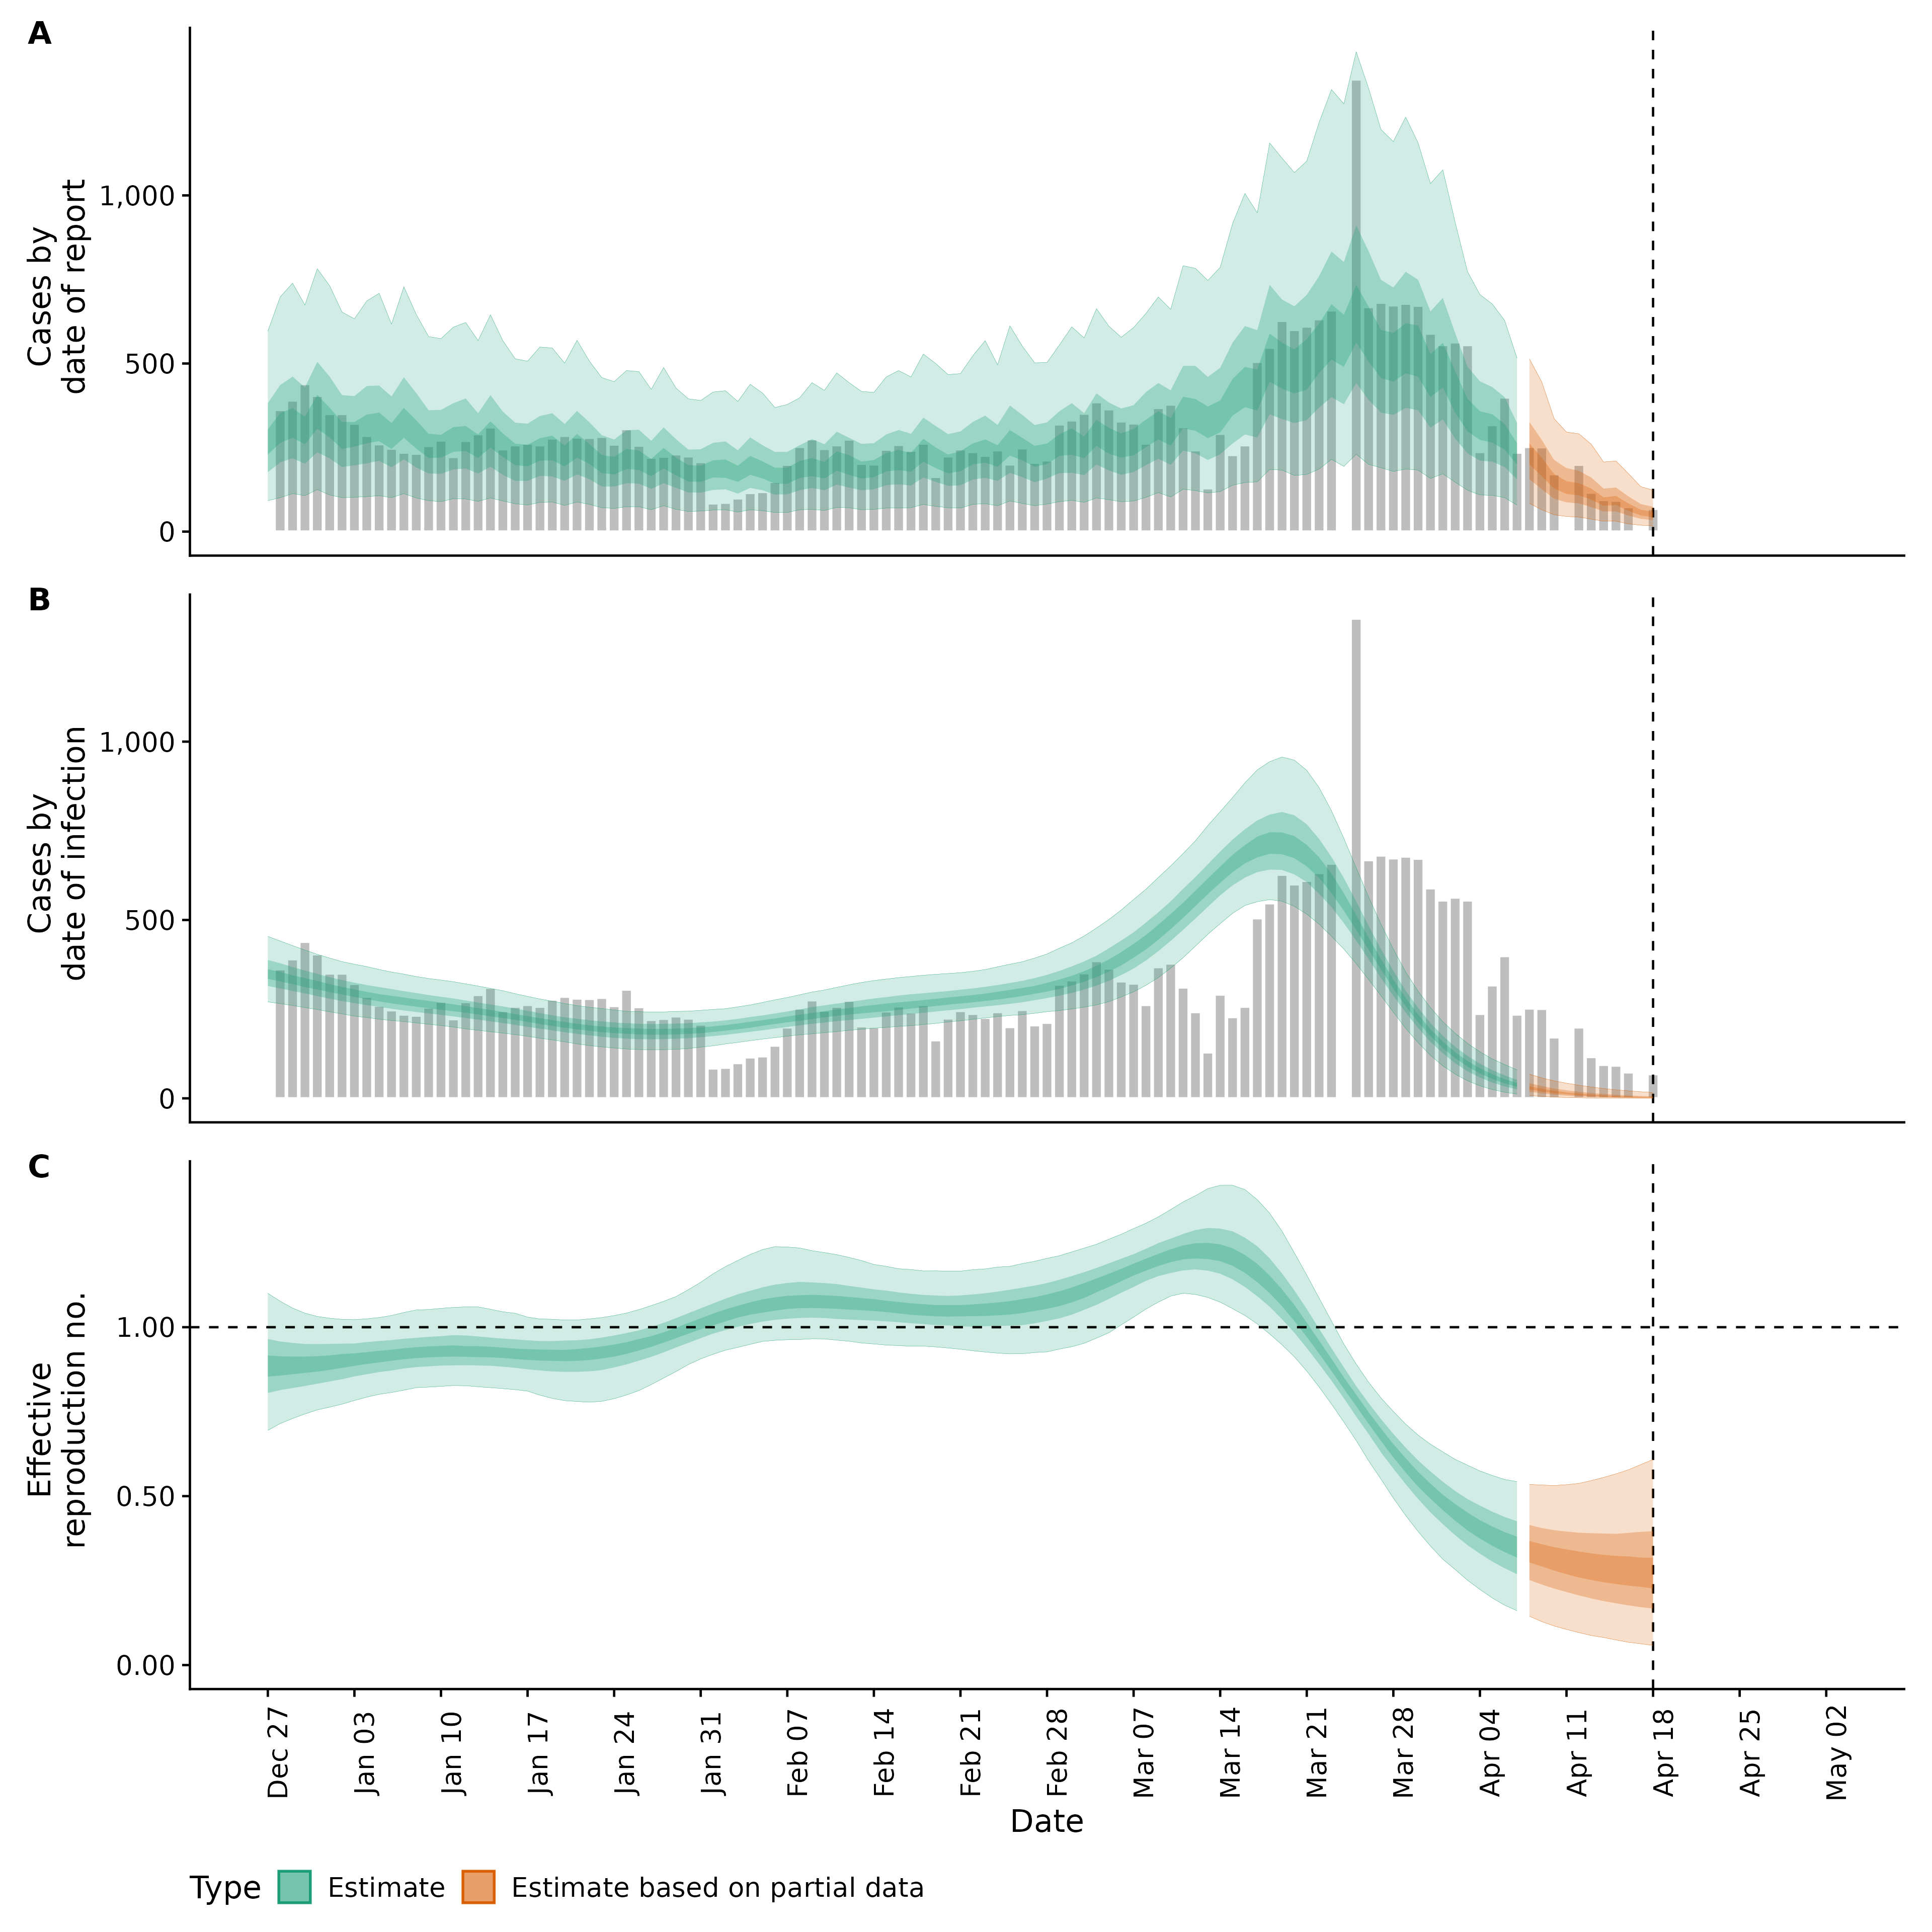 A
Cases by
date of report
1,000
500
0
B
Cases by
date of infection
1,000
500
0
C
Effective
reproduction no.
1.00
0.50
0.00
Dec 27
Jan 03
Jan 10
Jan 17
Jan 24
Jan 31
Feb 07
Feb 14
Feb 21
Feb 28
Mar 07
Mar 14
Mar 21
Mar 28
Apr 04
Apr 11
Apr 18
Apr 25
May 02
Date
Type Estimate Estimate based on partial data